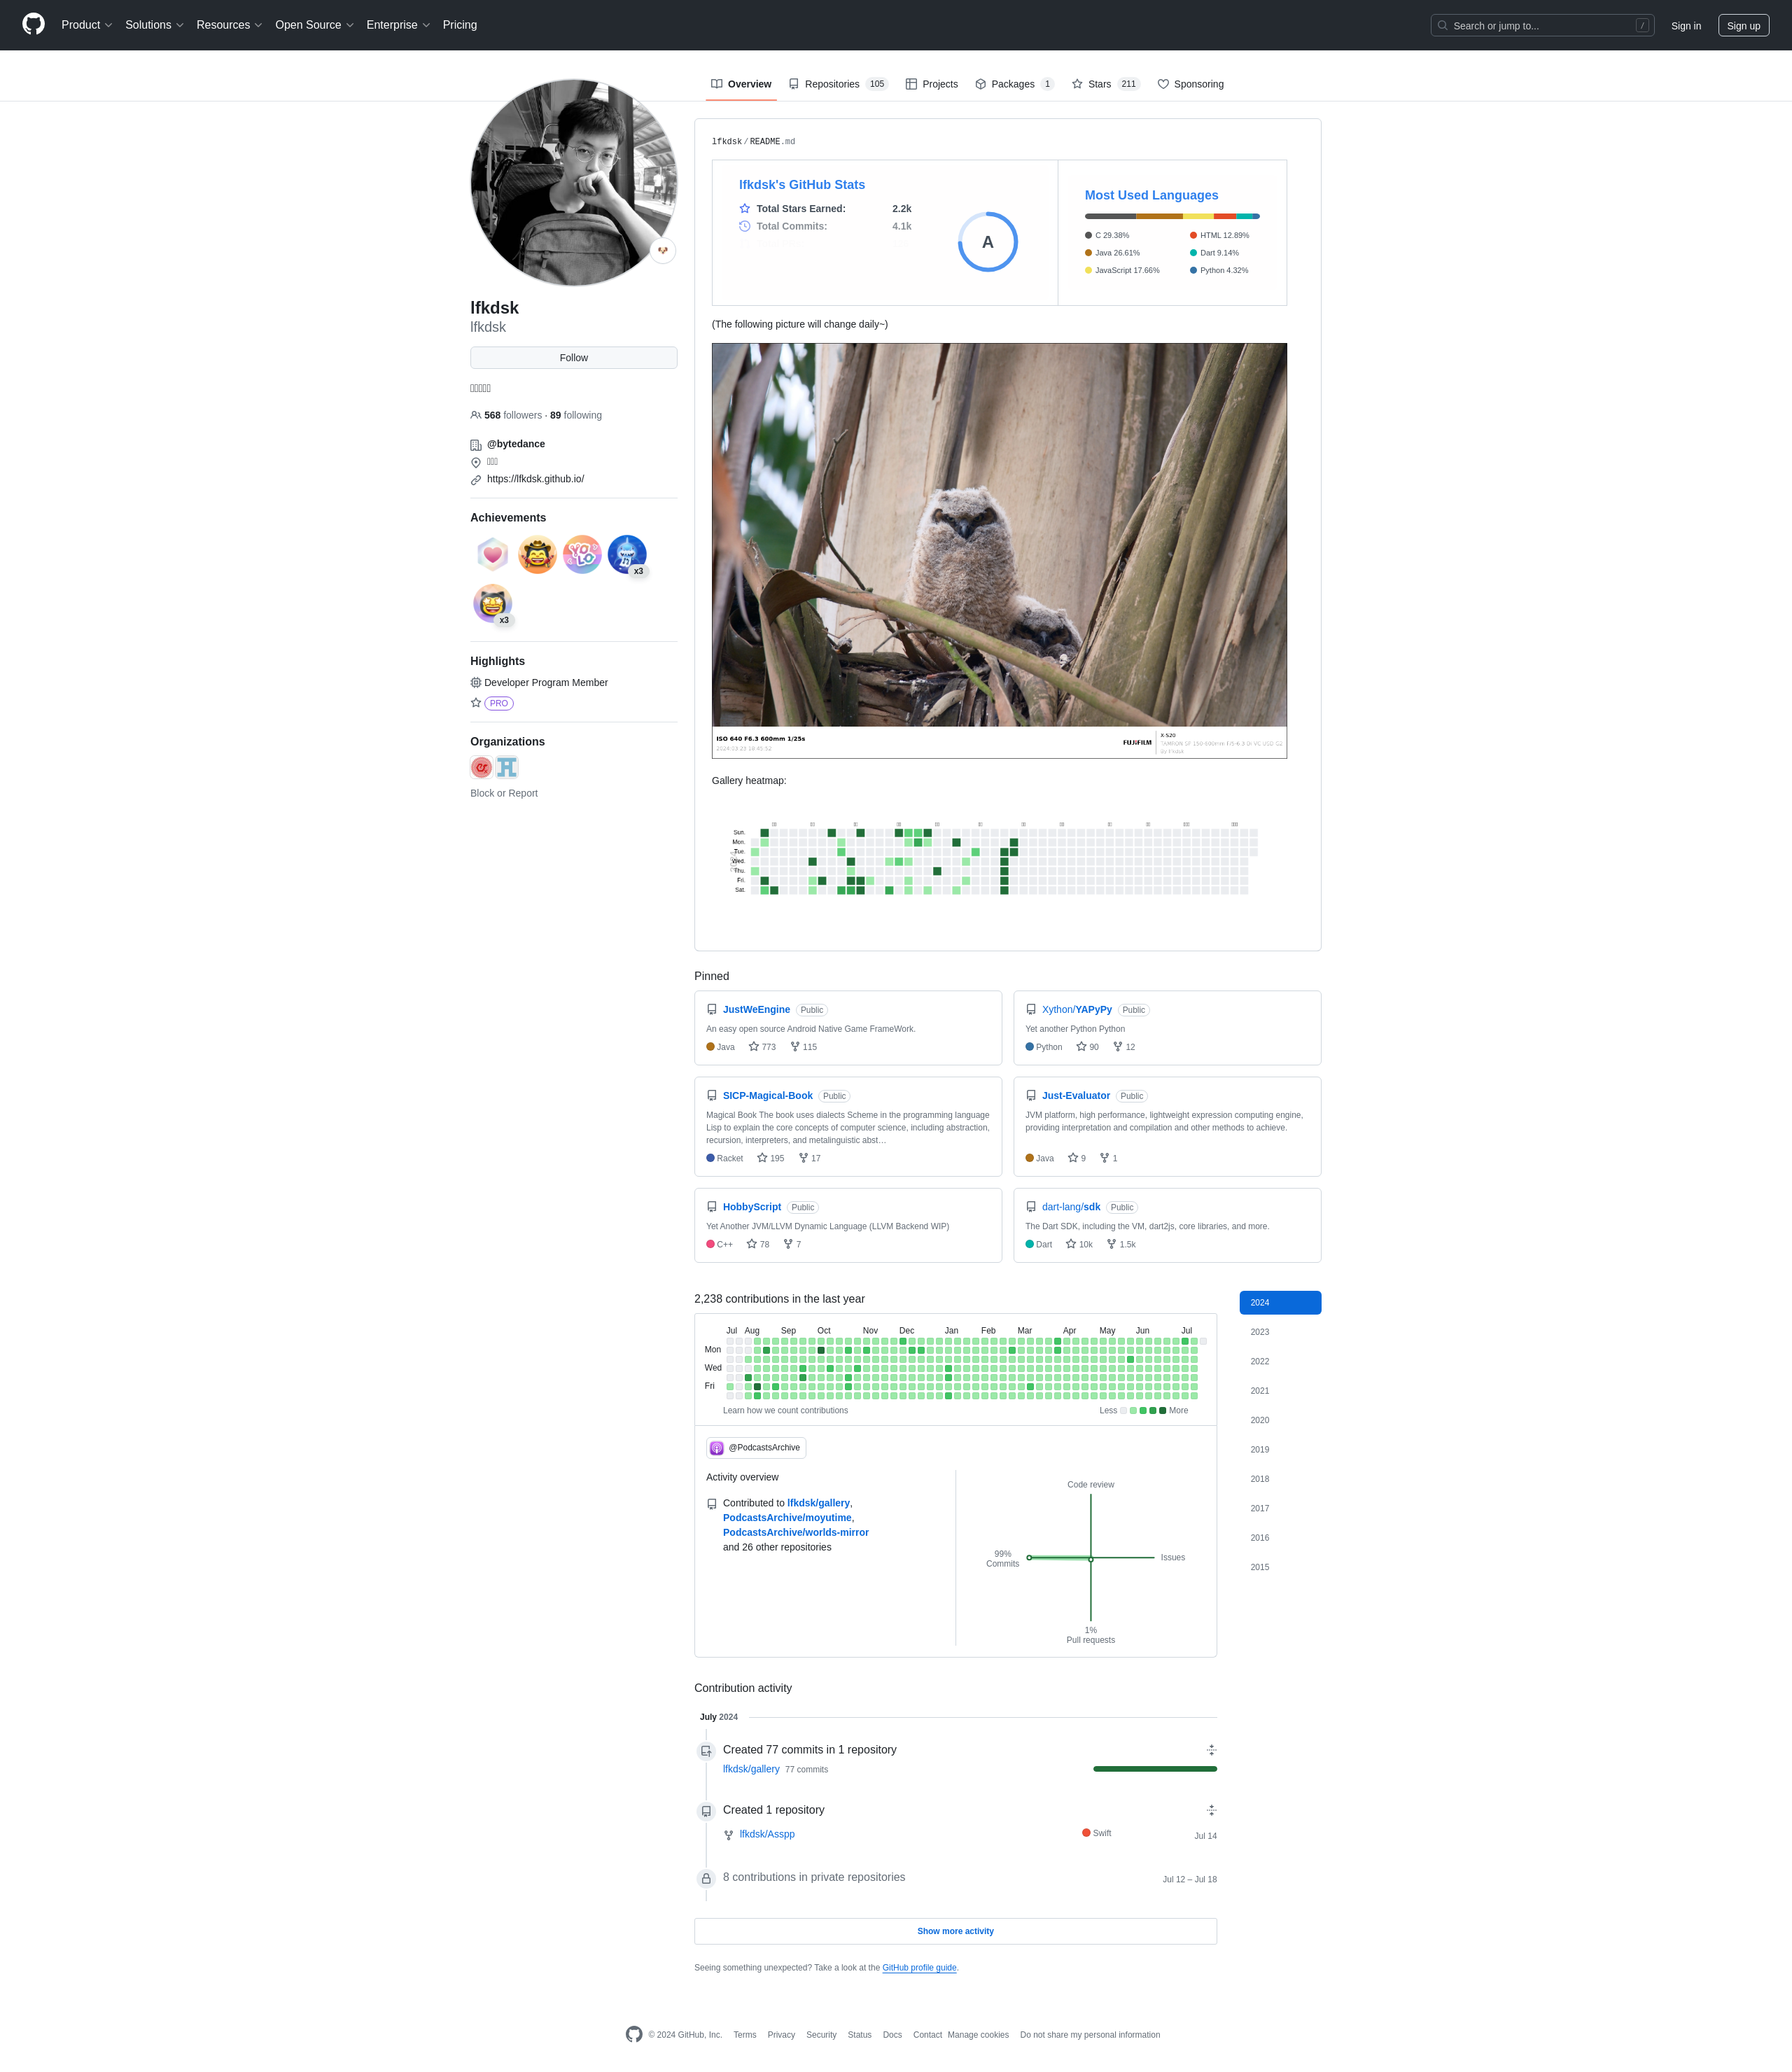 Product Solutions Resources Open Source Enterprise Pricing
Search or jump to... / Sign in Sign up
Overview Repositories 105 Projects Packages 1 Stars 211 Sponsoring
lfkdsk
lfkdsk
Follow
568 followers · 89 following
@bytedance
https://lfkdsk.github.io/
Achievements
YOLO
x3
x3
Highlights
Developer Program Member
PRO
Organizations
Block or Report
lfkdsk/README.md
lfkdsk's GitHub Stats
Total Stars Earned: 2.2k
Total Commits: 4.1k
A
Most Used Languages
C 29.38%
Java 26.61%
JavaScript 17.66%
HTML 12.89%
Dart 9.14%
Python 4.32%
(The following picture will change daily~)
ISO 640 F6.3 600mm 1/25s
FUJIFILM
X-S20
Gallery heatmap:
Sun.
Mon.
Tue.
Wed.
Thu.
Fri.
Sat.
Pinned
JustWeEngine Public
An easy open source Android Native Game FrameWork.
Java 773 115
Xython/YAPyPy Public
Yet another Python Python
Python 90 12
SICP-Magical-Book Public
Magical Book The book uses dialects Scheme in the programming language
Lisp to explain the core concepts of computer science, including abstraction,
recursion, interpreters, and metalinguistic abst…
Racket 195 17
Just-Evaluator Public
JVM platform, high performance, lightweight expression computing engine,
providing interpretation and compilation and other methods to achieve.
Java 9 1
HobbyScript Public
Yet Another JVM/LLVM Dynamic Language (LLVM Backend WIP)
C++ 78 7
dart-lang/sdk Public
The Dart SDK, including the VM, dart2js, core libraries, and more.
Dart 10k 1.5k
2,238 contributions in the last year
Jul Aug Sep Oct Nov Dec Jan Feb Mar Apr May Jun Jul
Mon
Wed
Fri
Learn how we count contributions
Less More
@PodcastsArchive
Activity overview
Contributed to lfkdsk/gallery,
PodcastsArchive/moyutime,
PodcastsArchive/worlds-mirror
and 26 other repositories
Code review
99%
Commits
Issues
1%
Pull requests
2024
2023
2022
2021
2020
2019
2018
2017
2016
2015
Contribution activity
July 2024
Created 77 commits in 1 repository
lfkdsk/gallery 77 commits
Created 1 repository
lfkdsk/Asspp Swift Jul 14
8 contributions in private repositories Jul 12 – Jul 18
Show more activity
Seeing something unexpected? Take a look at the GitHub profile guide.
© 2024 GitHub, Inc. Terms Privacy Security Status Docs Contact Manage cookies Do not share my personal information